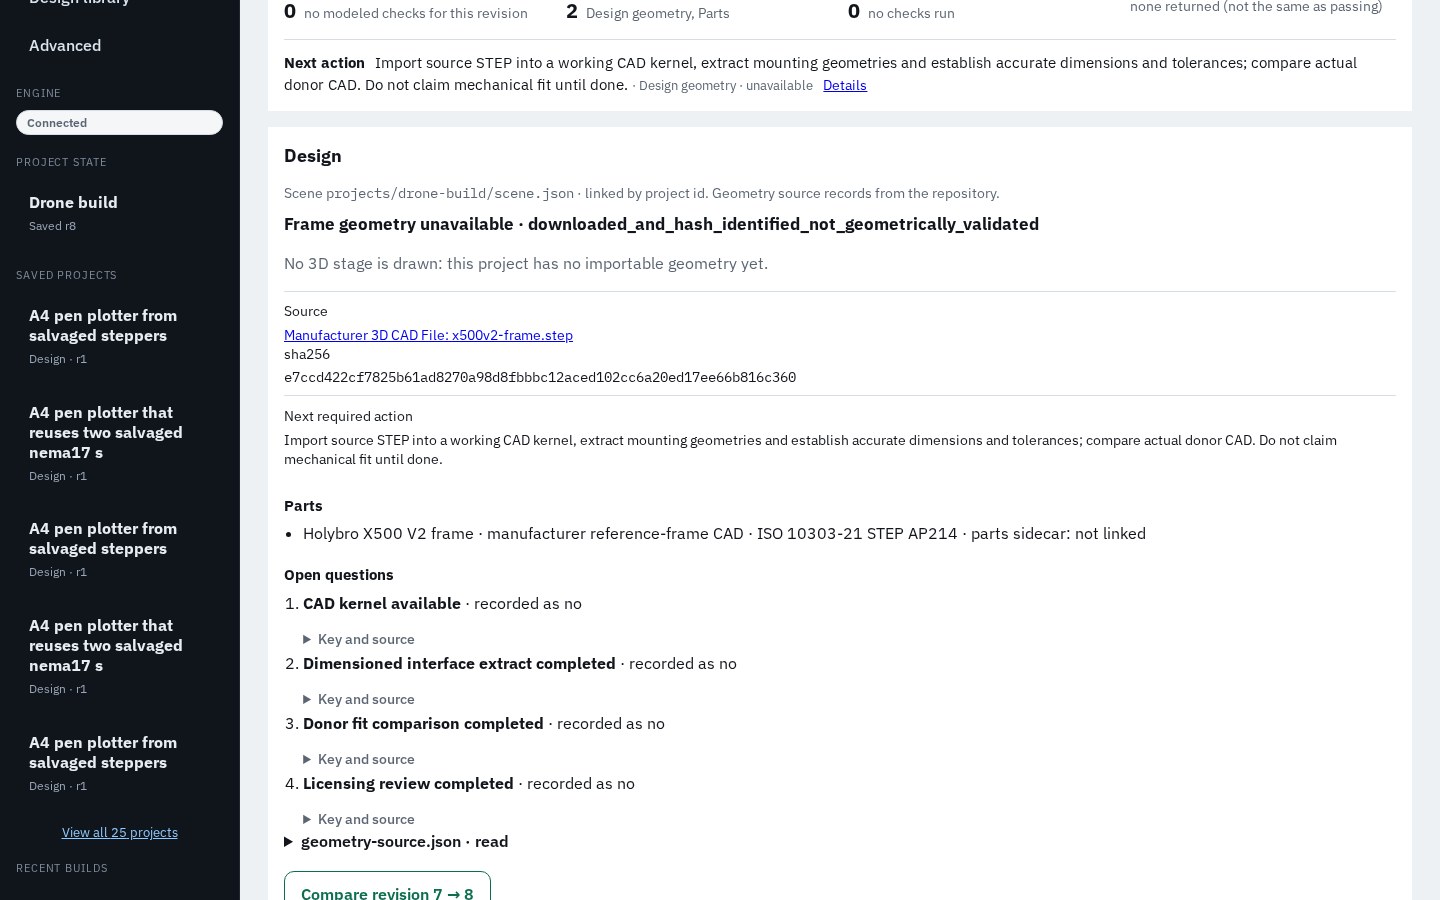 Design library
Advanced
ENGINE
Connected
PROJECT STATE
Drone build
Saved r8
SAVED PROJECTS
A4 pen plotter from
salvaged steppers
Design · r1
A4 pen plotter that
reuses two salvaged
nema17 s
Design · r1
A4 pen plotter from
salvaged steppers
Design · r1
A4 pen plotter that
reuses two salvaged
nema17 s
Design · r1
A4 pen plotter from
salvaged steppers
Design · r1
View all 25 projects
RECENT BUILDS
0 no modeled checks for this revision 2 Design geometry, Parts 0 no checks run none returned (not the same as passing)
Next action Import source STEP into a working CAD kernel, extract mounting geometries and establish accurate dimensions and tolerances; compare actual
donor CAD. Do not claim mechanical fit until done. · Design geometry · unavailable Details
Design
Scene projects/drone-build/scene.json · linked by project id. Geometry source records from the repository.
Frame geometry unavailable · downloaded_and_hash_identified_not_geometrically_validated
No 3D stage is drawn: this project has no importable geometry yet.
Source
Manufacturer 3D CAD File: x500v2-frame.step
sha256
e7ccd422cf7825b61ad8270a98d8fbbbc12aced102cc6a20ed17ee66b816c360
Next required action
Import source STEP into a working CAD kernel, extract mounting geometries and establish accurate dimensions and tolerances; compare actual donor CAD. Do not claim
mechanical fit until done.
Parts
• Holybro X500 V2 frame · manufacturer reference-frame CAD · ISO 10303-21 STEP AP214 · parts sidecar: not linked
Open questions
1. CAD kernel available · recorded as no
▶ Key and source
2. Dimensioned interface extract completed · recorded as no
▶ Key and source
3. Donor fit comparison completed · recorded as no
▶ Key and source
4. Licensing review completed · recorded as no
▶ Key and source
▶ geometry-source.json · read
Compare revision 7 → 8